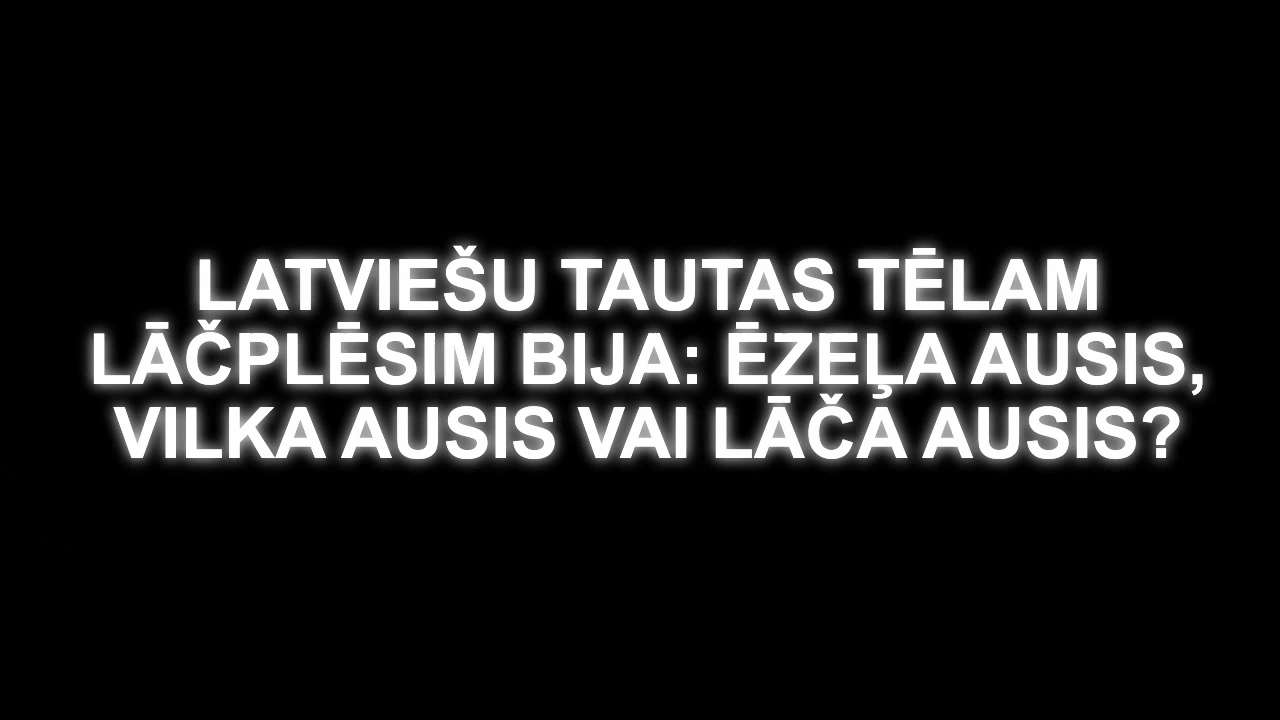 LATVIEŠU TAUTAS TĒLAM
LĀČPLĒSIM BIJA: ĒZEĻA AUSIS,
VILKA AUSIS VAI LĀČA AUSIS?